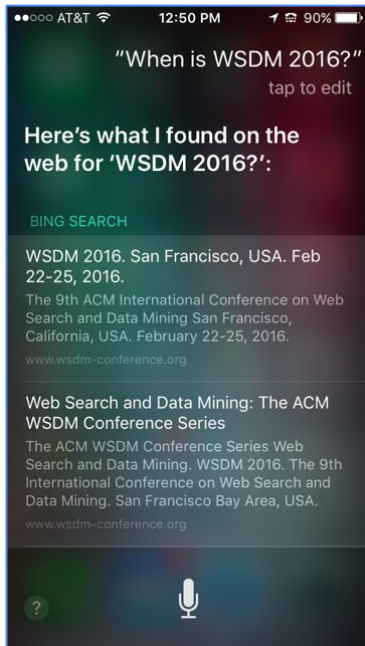 AT&T 12:50 PM 90%
“When is WSDM 2016?”
tap to edit
Here’s what I found on the
web for ‘WSDM 2016?’:
BING SEARCH
WSDM 2016. San Francisco, USA. Feb
22-25, 2016.
The 9th ACM International Conference on Web
Search and Data Mining San Francisco,
California, USA. February 22-25, 2016.
www.wsdm-conference.org
Web Search and Data Mining: The ACM
WSDM Conference Series
The ACM WSDM Conference Series Web
Search and Data Mining. WSDM 2016. The 9th
International Conference on Web Search and
Data Mining. San Francisco Bay Area, USA.
www.wsdm-conference.org
?